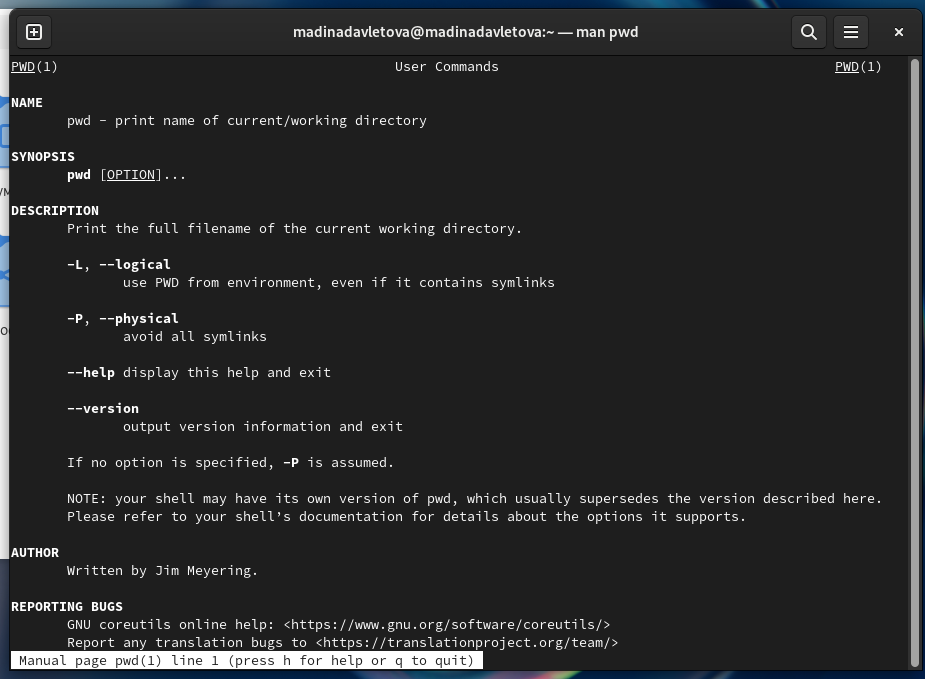 madinadavletova@madinadavletova:~ — man pwd
PWD(1) User Commands PWD(1)
NAME
pwd - print name of current/working directory
SYNOPSIS
pwd [OPTION]...
DESCRIPTION
Print the full filename of the current working directory.
-L, --logical
use PWD from environment, even if it contains symlinks
-P, --physical
avoid all symlinks
--help display this help and exit
--version
output version information and exit
If no option is specified, -P is assumed.
NOTE: your shell may have its own version of pwd, which usually supersedes the version described here.
Please refer to your shell’s documentation for details about the options it supports.
AUTHOR
Written by Jim Meyering.
REPORTING BUGS
GNU coreutils online help: <https://www.gnu.org/software/coreutils/>
Report any translation bugs to <https://translationproject.org/team/>
Manual page pwd(1) line 1 (press h for help or q to quit)